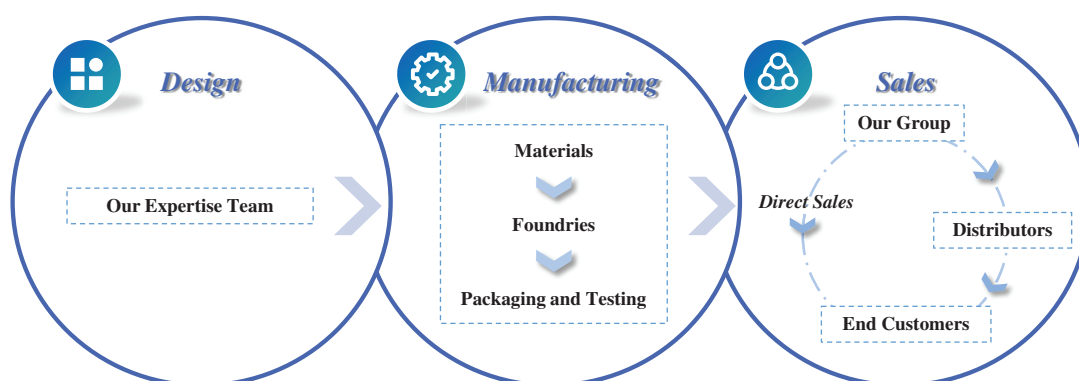 Design
Our Expertise Team
Manufacturing
Materials
Foundries
Packaging and Testing
Sales
Our Group
Direct Sales
Distributors
End Customers